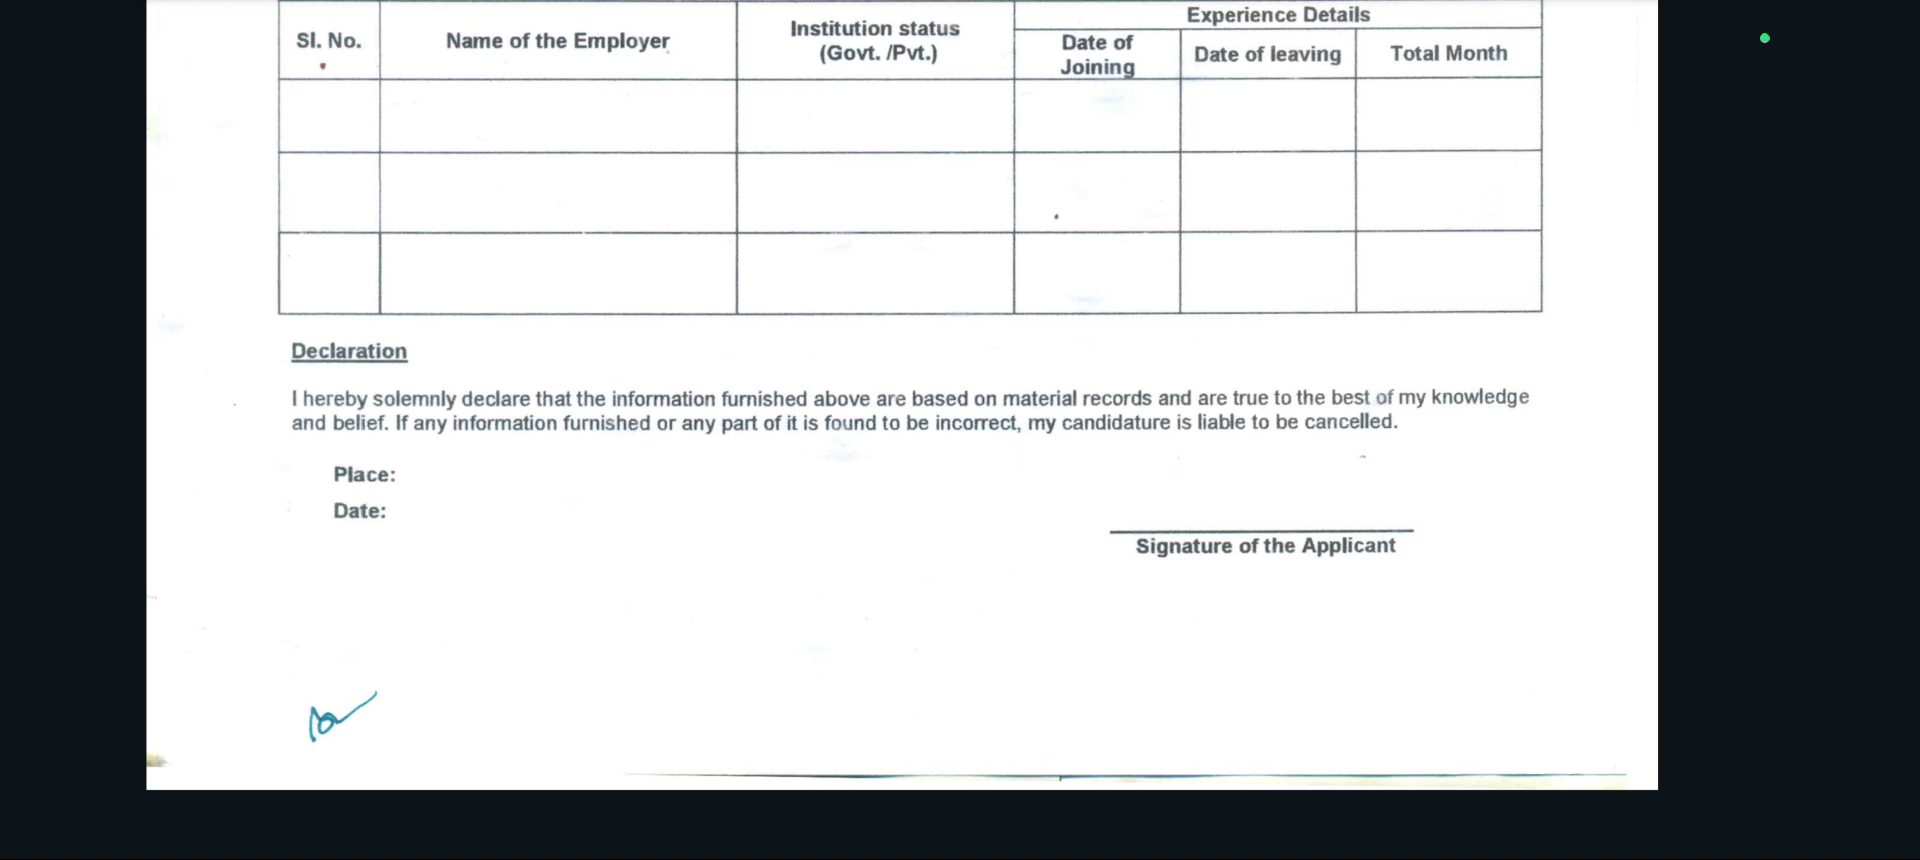 Experience Details
Sl. No.
Name of the Employer
Institution status
(Govt. /Pvt.)
Date of
Joining
Date of leaving
Total Month
Declaration
I hereby solemnly declare that the information furnished above are based on material records and are true to the best of my knowledge
and belief. If any information furnished or any part of it is found to be incorrect, my candidature is liable to be cancelled.
Place:
Date:
Signature of the Applicant